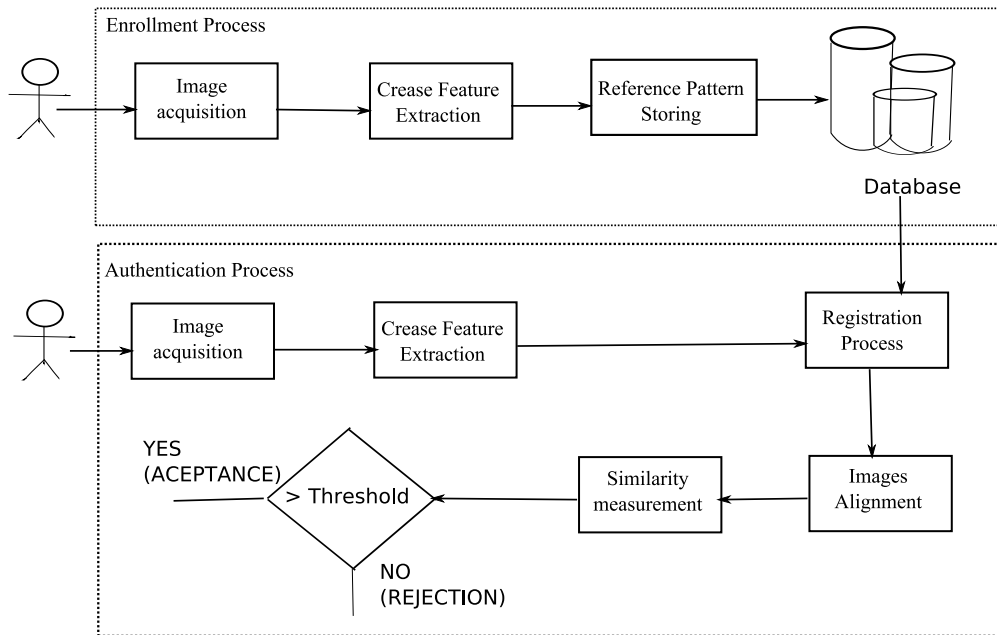 Enrollment Process
Image
acquisition
Crease Feature
Extraction
Reference Pattern
Storing
Database
Authentication Process
Image
acquisition
Crease Feature
Extraction
Registration
Process
YES
(ACEPTANCE)
> Threshold
Similarity
measurement
Images
Alignment
NO
(REJECTION)